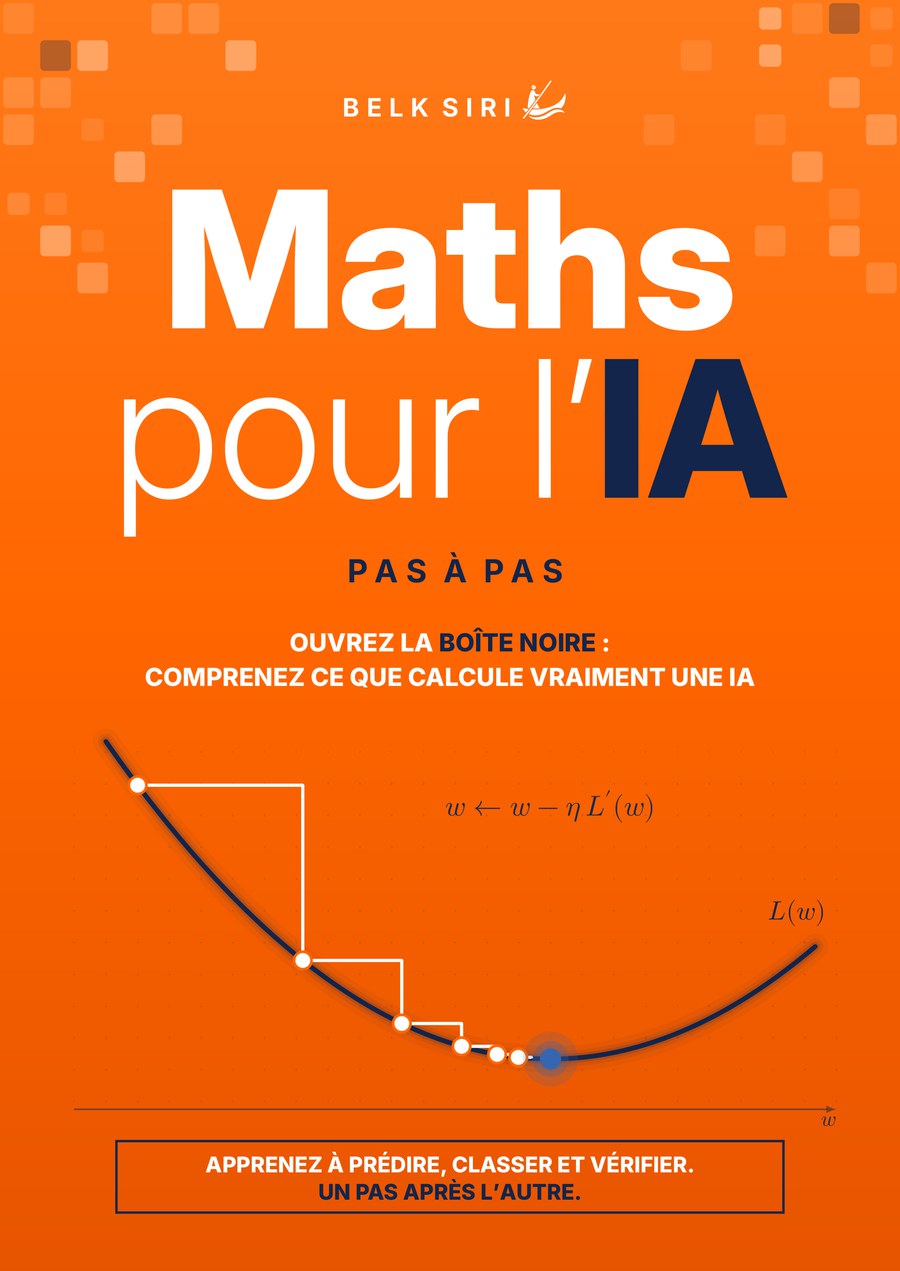 BELK SIRI
Maths
pour l’IA
PAS À PAS
OUVREZ LA BOÎTE NOIRE :
COMPRENEZ CE QUE CALCULE VRAIMENT UNE IA
w ← w − η L′(w)
L(w)
w
APPRENEZ À PRÉDIRE, CLASSER ET VÉRIFIER.
UN PAS APRÈS L’AUTRE.